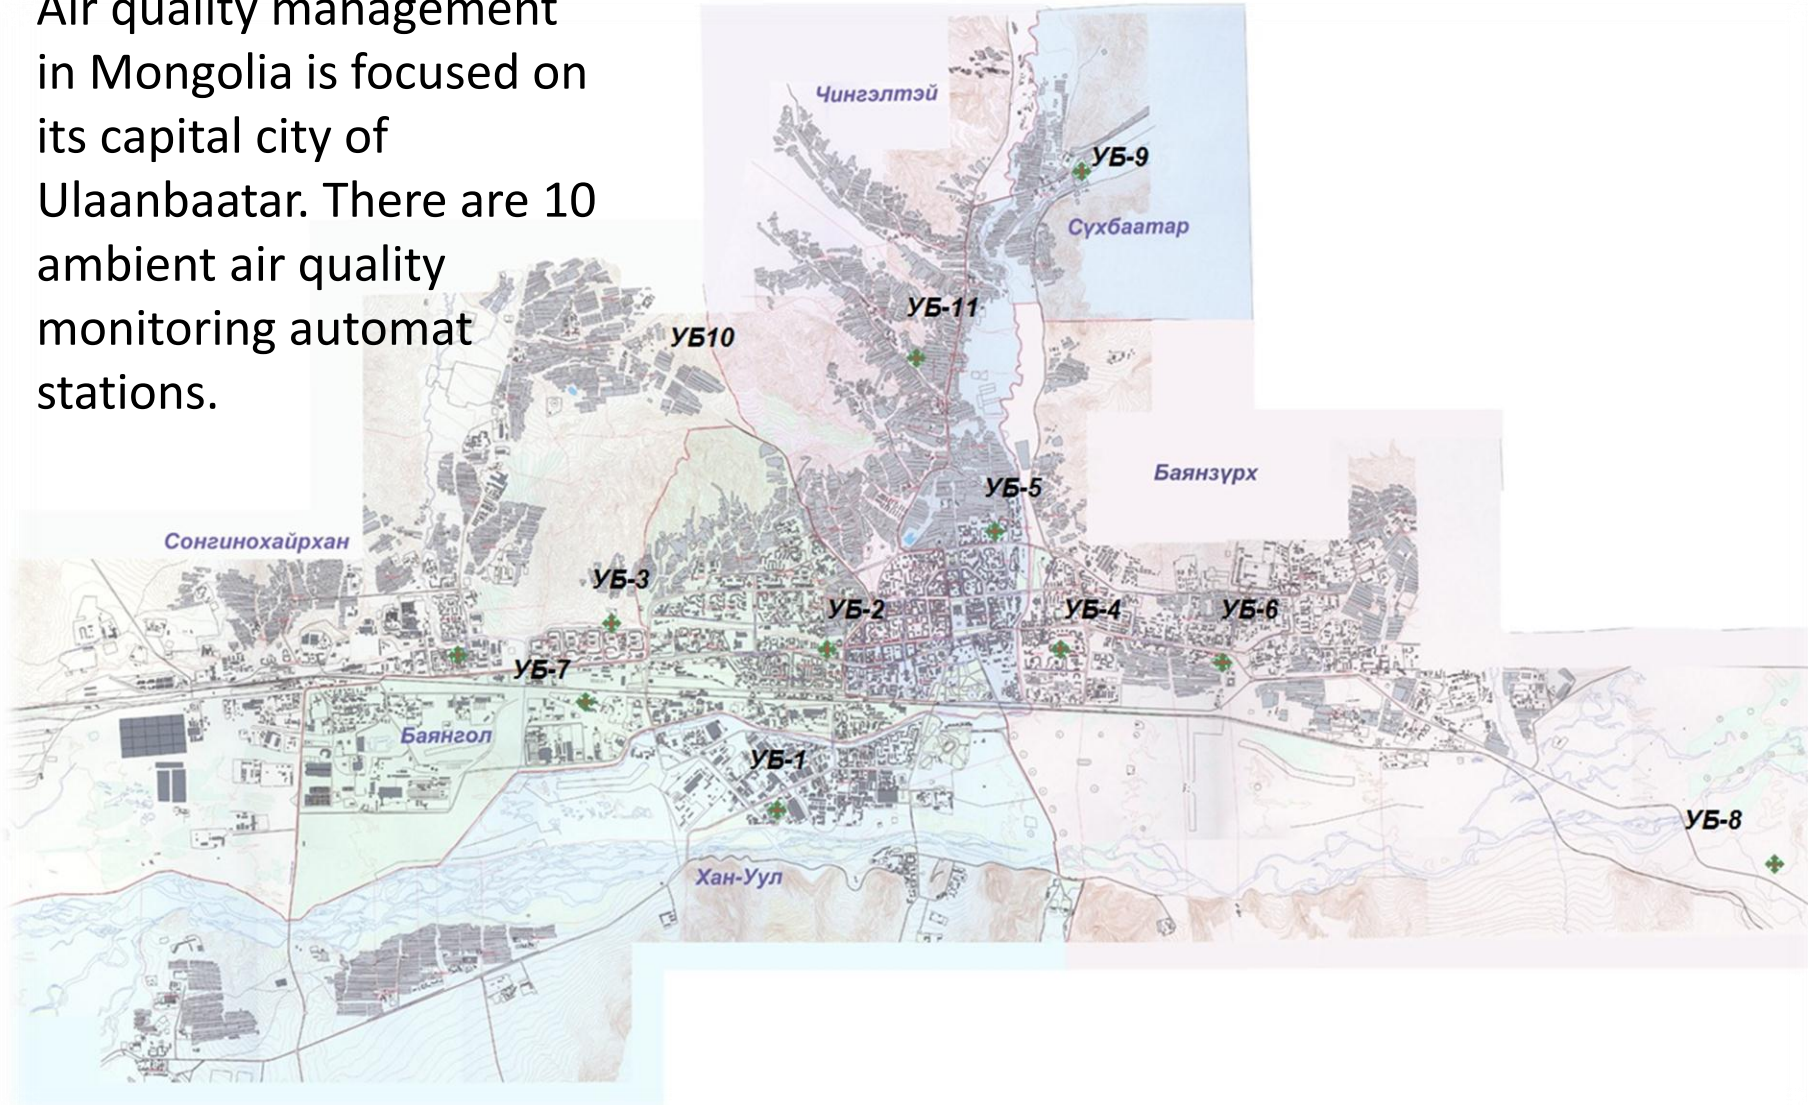 Air quality management
in Mongolia is focused on
its capital city of
Ulaanbaatar. There are 10
ambient air quality
monitoring automat
stations.
Чингэлтэй
УБ-9
Сүхбаатар
УБ-11
УБ10
Баянзүрх
УБ-5
Сонгинохайрхан
УБ-3
УБ-2
УБ-4
УБ-6
УБ-7
Баянгол
УБ-1
УБ-8
Хан-Уул